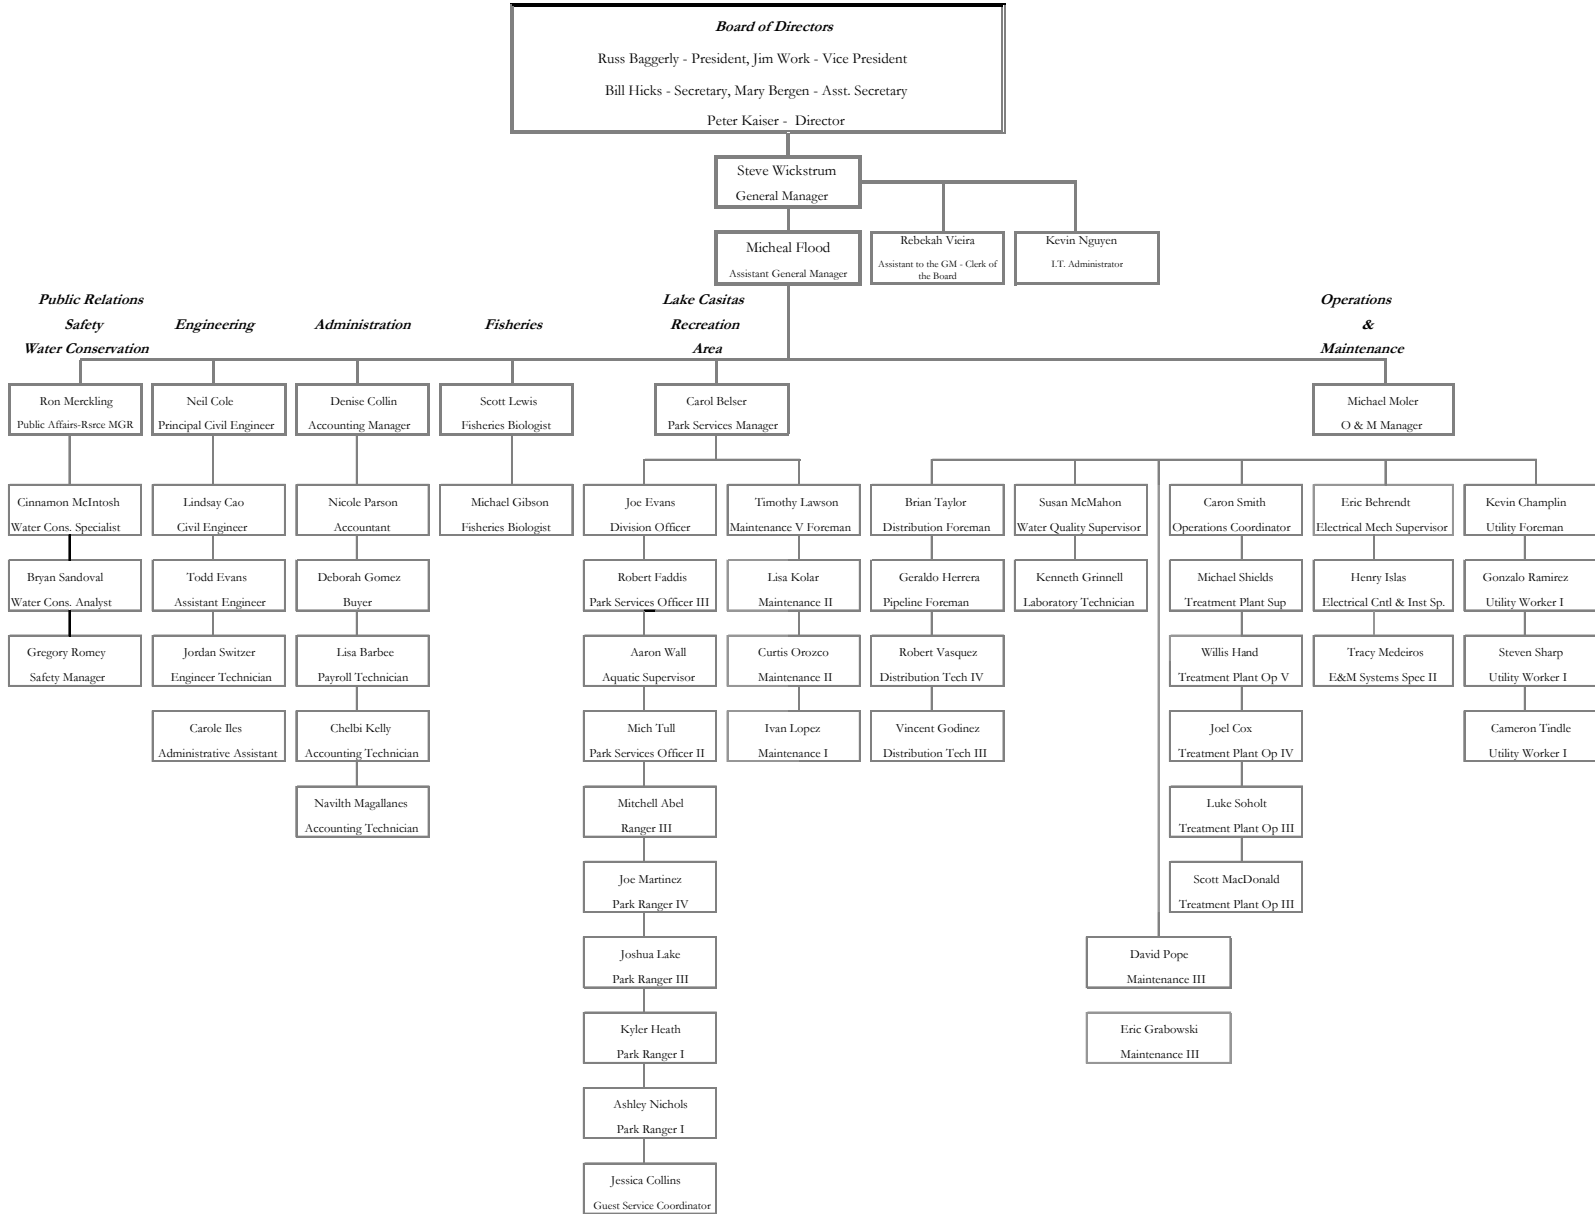 Board of Directors
Russ Baggerly - President, Jim Work - Vice President
Bill Hicks - Secretary, Mary Bergen - Asst. Secretary
Peter Kaiser - Director
Steve Wickstrum
General Manager
Micheal Flood
Assistant General Manager
Rebekah Vieira
Assistant to the GM - Clerk of
the Board
Kevin Nguyen
I.T. Administrator
Public Relations
Safety
Water Conservation
Engineering
Administration
Fisheries
Lake Casitas
Recreation
Area
Operations
&
Maintenance
Ron Merckling
Public Affairs-Rsrce MGR
Neil Cole
Principal Civil Engineer
Denise Collin
Accounting Manager
Scott Lewis
Fisheries Biologist
Carol Belser
Park Services Manager
Michael Moler
O & M Manager
Cinnamon McIntosh
Water Cons. Specialist
Bryan Sandoval
Water Cons. Analyst
Gregory Romey
Safety Manager
Lindsay Cao
Civil Engineer
Todd Evans
Assistant Engineer
Jordan Switzer
Engineer Technician
Carole Iles
Administrative Assistant
Nicole Parson
Accountant
Deborah Gomez
Buyer
Lisa Barbee
Payroll Technician
Chelbi Kelly
Accounting Technician
Navilth Magallanes
Accounting Technician
Michael Gibson
Fisheries Biologist
Joe Evans
Division Officer
Robert Faddis
Park Services Officer III
Aaron Wall
Aquatic Supervisor
Mich Tull
Park Services Officer II
Mitchell Abel
Ranger III
Joe Martinez
Park Ranger IV
Joshua Lake
Park Ranger III
Kyler Heath
Park Ranger I
Ashley Nichols
Park Ranger I
Jessica Collins
Guest Service Coordinator
Timothy Lawson
Maintenance V Foreman
Lisa Kolar
Maintenance II
Curtis Orozco
Maintenance II
Ivan Lopez
Maintenance I
Brian Taylor
Distribution Foreman
Geraldo Herrera
Pipeline Foreman
Robert Vasquez
Distribution Tech IV
Vincent Godinez
Distribution Tech III
Susan McMahon
Water Quality Supervisor
Kenneth Grinnell
Laboratory Technician
David Pope
Maintenance III
Eric Grabowski
Maintenance III
Caron Smith
Operations Coordinator
Michael Shields
Treatment Plant Sup
Willis Hand
Treatment Plant Op V
Joel Cox
Treatment Plant Op IV
Luke Soholt
Treatment Plant Op III
Scott MacDonald
Treatment Plant Op III
Eric Behrendt
Electrical Mech Supervisor
Henry Islas
Electrical Cntl & Inst Sp.
Tracy Medeiros
E&M Systems Spec II
Kevin Champlin
Utility Foreman
Gonzalo Ramirez
Utility Worker I
Steven Sharp
Utility Worker I
Cameron Tindle
Utility Worker I